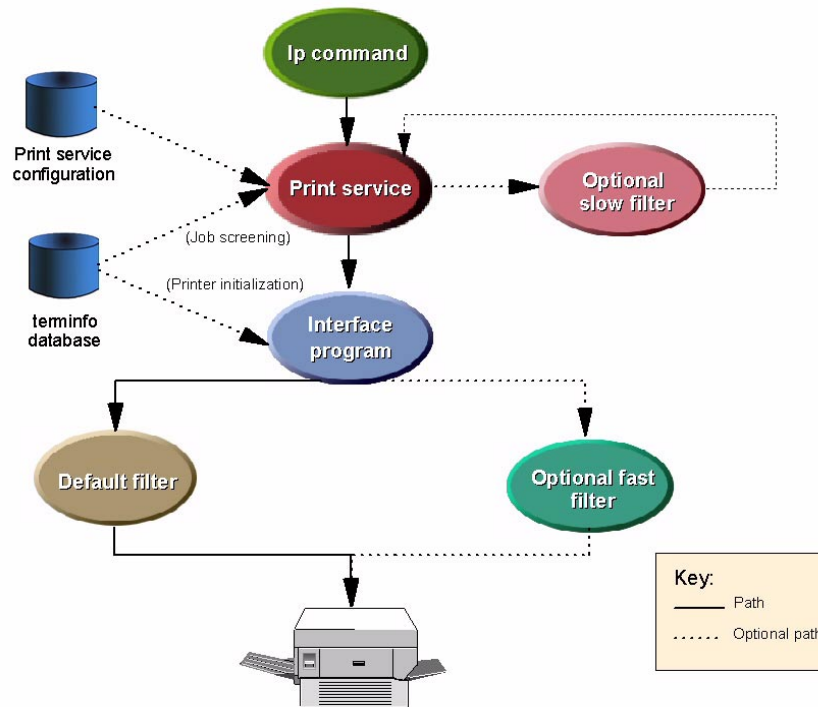 lp command
Print service
configuration
Print service
Optional
slow filter
(Job screening)
(Printer initialization)
terminfo
database
Interface
program
Default filter
Optional fast
filter
Key:
Path
Optional path